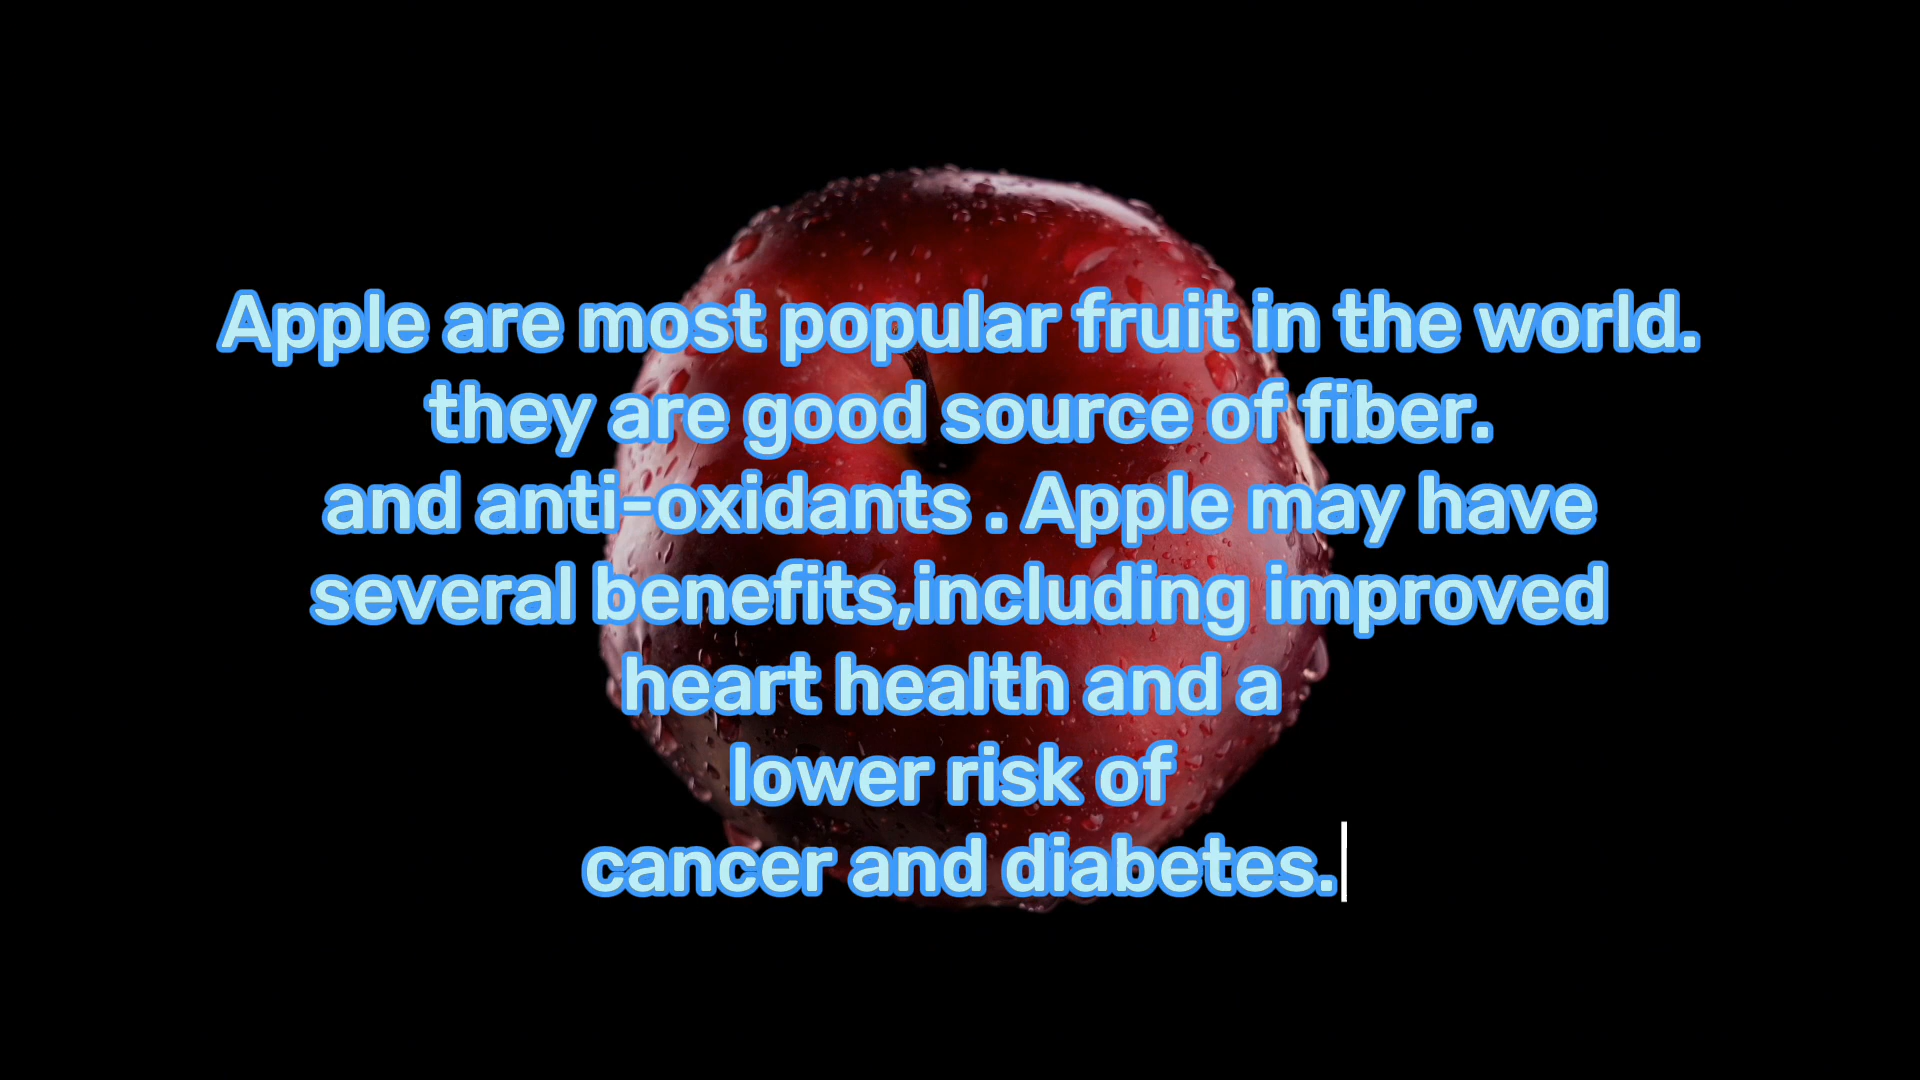 Apple are most popular fruit in the world.
they are good source of fiber.
and anti-oxidants . Apple may have
several benefits,including improved
heart health and a
lower risk of
cancer and diabetes.